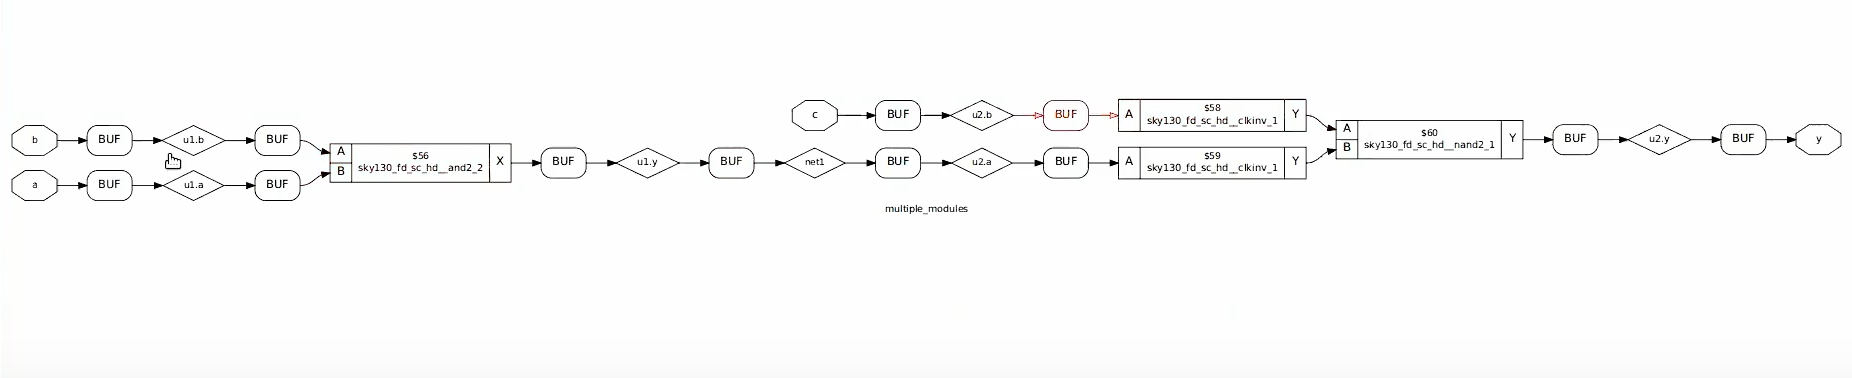 c
BUF
u2.b
BUF
A
$58
sky130_fd_sc_hd__clkinv_1
Y
b
BUF
u1.b
BUF
A
B
$56
sky130_fd_sc_hd__and2_2
X
BUF
u1.y
BUF
net1
BUF
u2.a
BUF
A
$59
sky130_fd_sc_hd__clkinv_1
Y
A
B
$60
sky130_fd_sc_hd__nand2_1
Y
BUF
u2.y
BUF
y
a
BUF
u1.a
BUF
multiple_modules